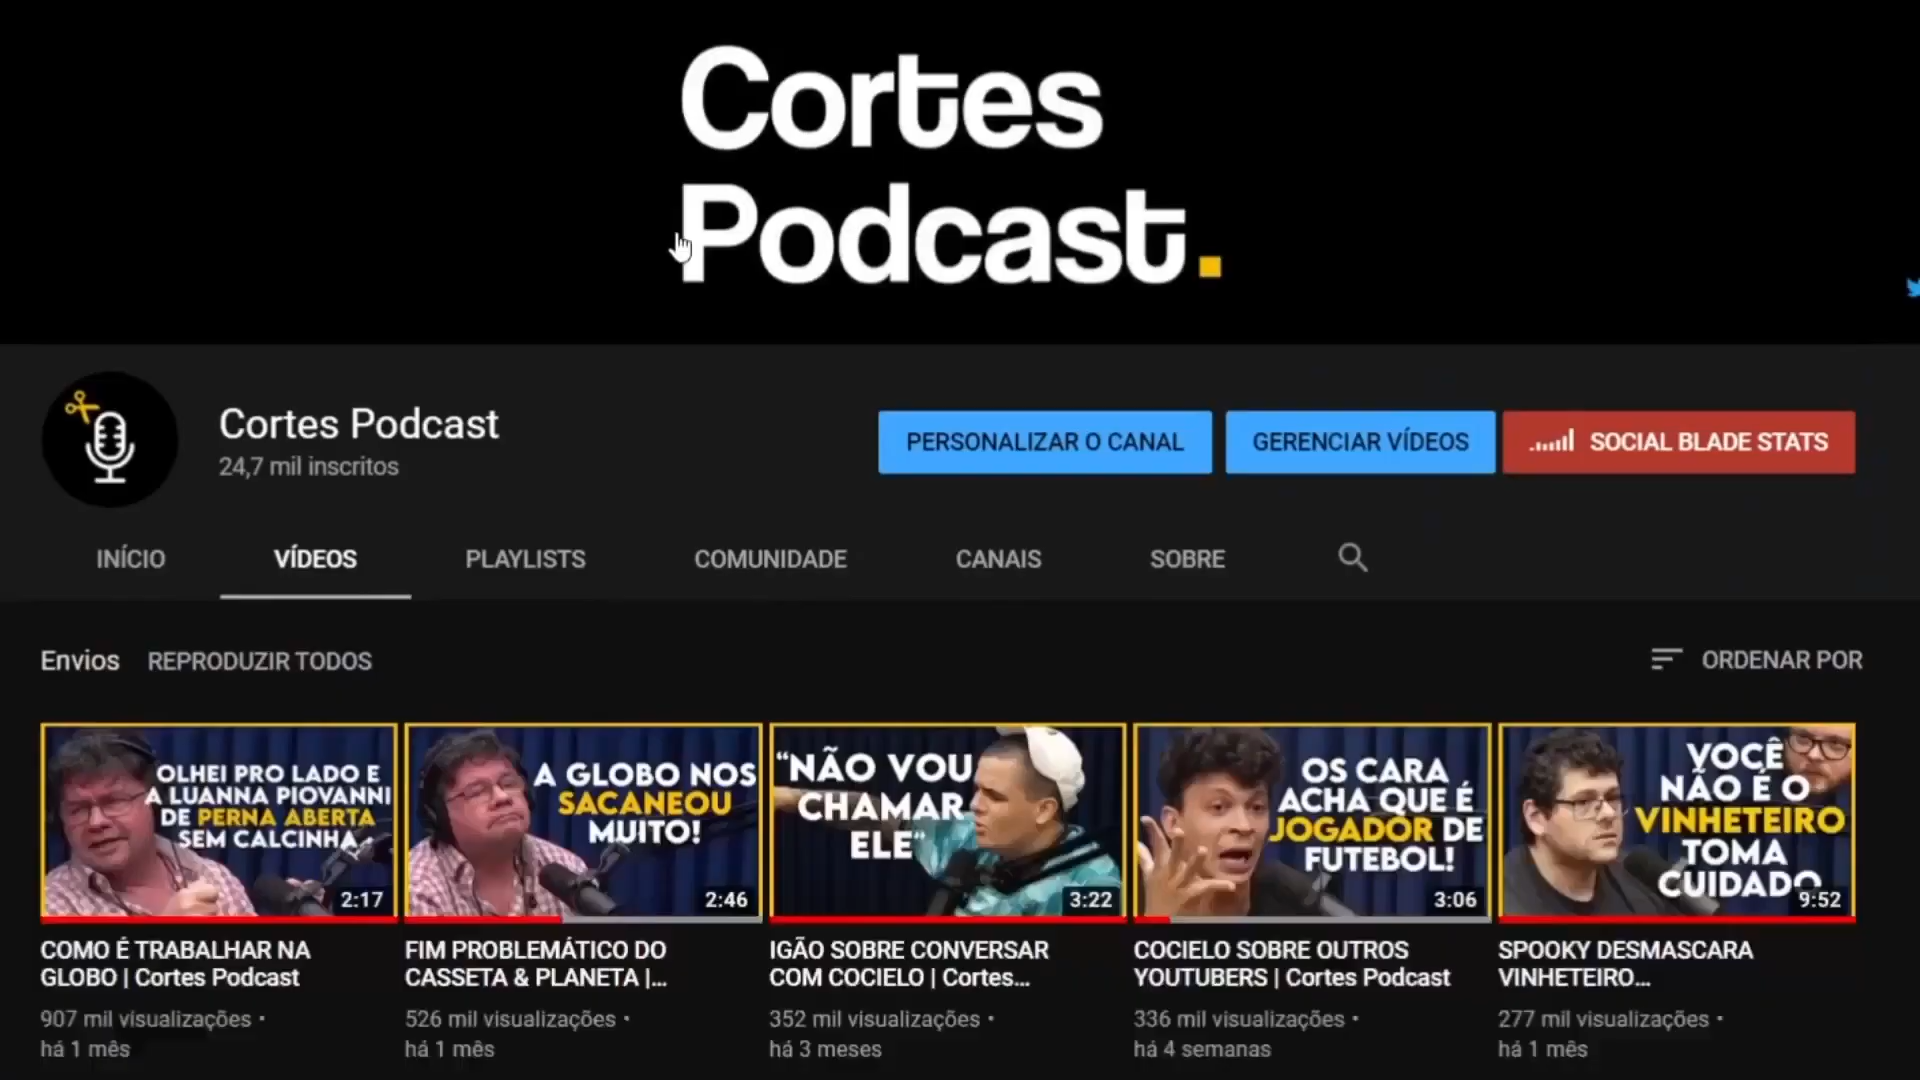 Cortes
Podcast.
Cortes Podcast
24,7 mil inscritos
PERSONALIZAR O CANAL
GERENCIAR VÍDEOS
SOCIAL BLADE STATS
INÍCIO
VÍDEOS
PLAYLISTS
COMUNIDADE
CANAIS
SOBRE
Envios
REPRODUZIR TODOS
ORDENAR POR
OLHEI PRO LADO E
A LUANNA PIOVANNI
DE PERNA ABERTA
SEM CALCINHA
2:17
A GLOBO NOS
SACANEOU
MUITO!
2:46
“NÃO VOU
CHAMAR
ELE”
3:22
OS CARA
ACHA QUE É
JOGADOR DE
FUTEBOL!
3:06
VOCÊ
NÃO É O
VINHETEIRO
TOMA
CUIDADO
9:52
COMO É TRABALHAR NA
GLOBO | Cortes Podcast
907 mil visualizações •
há 1 mês
FIM PROBLEMÁTICO DO
CASSETA & PLANETA |...
526 mil visualizações •
há 1 mês
IGÃO SOBRE CONVERSAR
COM COCIELO | Cortes...
352 mil visualizações •
há 3 meses
COCIELO SOBRE OUTROS
YOUTUBERS | Cortes Podcast
336 mil visualizações •
há 4 semanas
SPOOKY DESMASCARA
VINHETEIRO...
277 mil visualizações •
há 1 mês